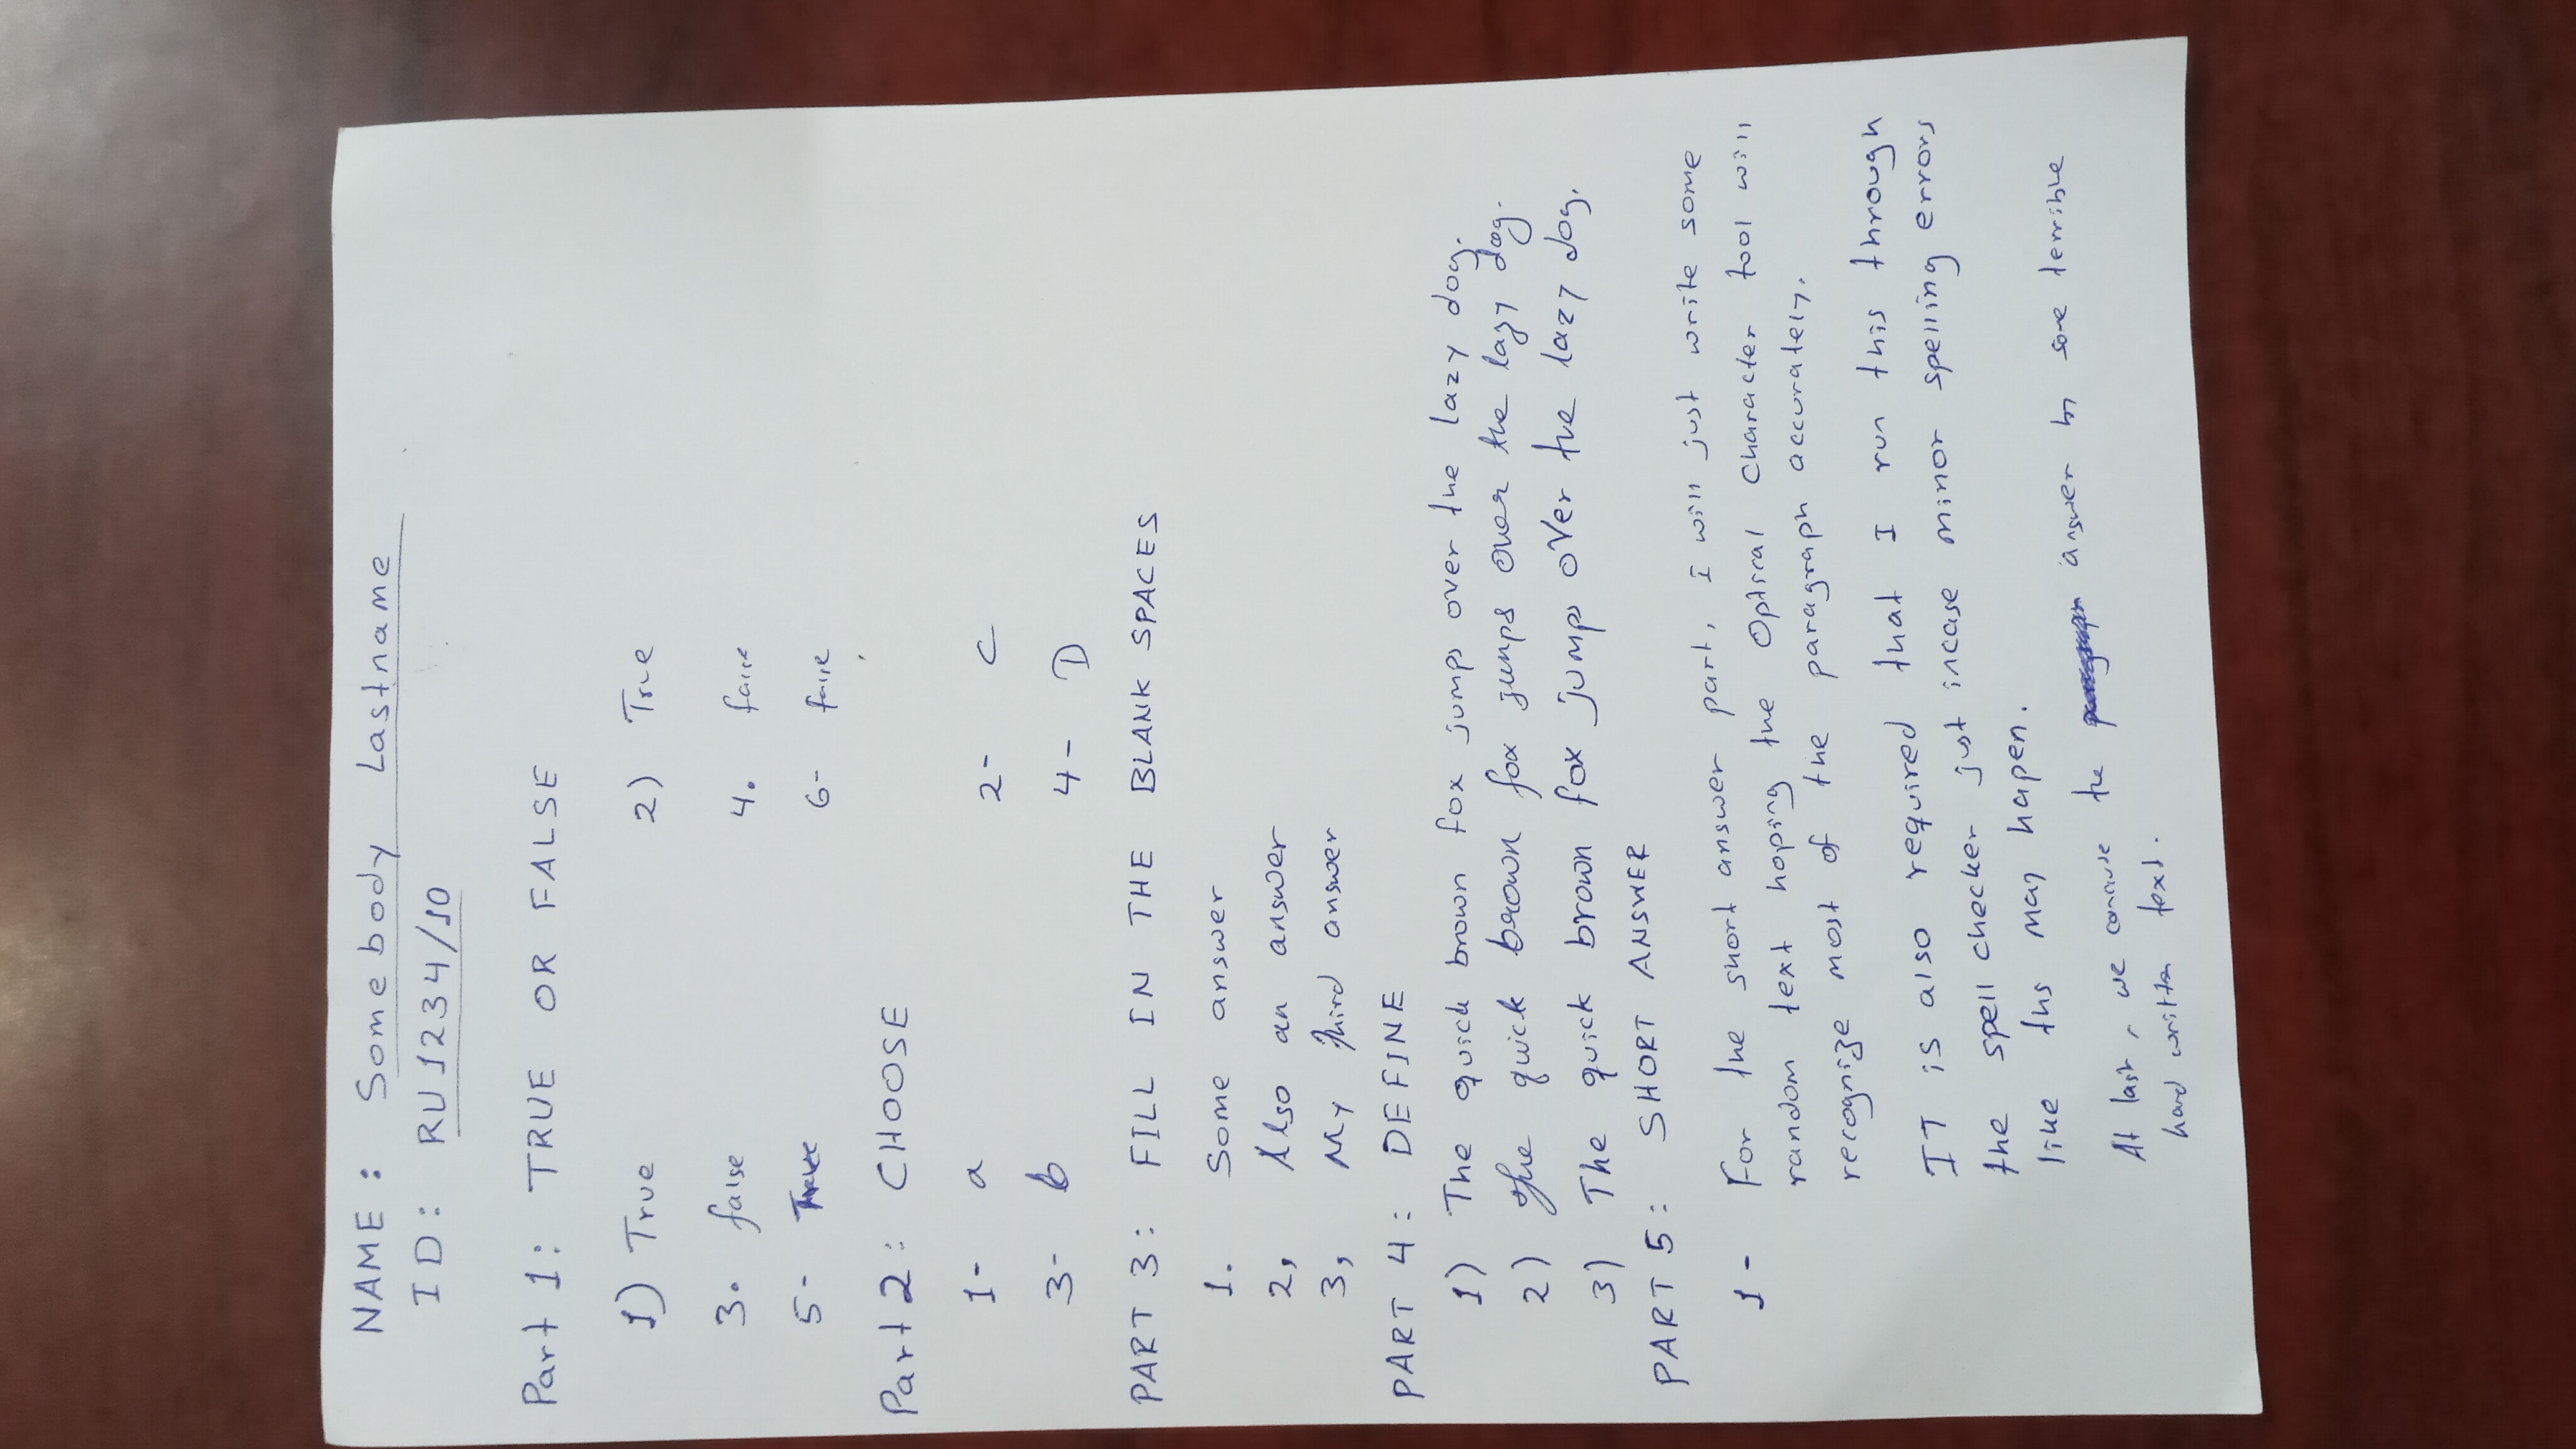 NAME : Somebody Lastname
ID: RU1234/10
Part 1: TRUE OR FALSE
1) True 2) True
3. false 4. false
5- True 6- false
Part 2: CHOOSE
1- a 2- C
3- b 4- D
PART 3: FILL IN THE BLANK SPACES
1. Some answer
2, Also an answer
3, My third answer
PART 4: DEFINE
1) The quick brown fox jumps over the lazy dog.
2) The quick brown fox jumps over the lazy dog.
3) The quick brown fox jumps oVer the lazy dog.
PART 5: SHORT ANSWER
1- For the short answer part, I will just write some
random text hoping the Optical Character tool will
recognize most of the paragraph accurately.
IT is also required that I run this through
the spell checker just incase minor spelling errors
like ths may hapen.
At last, we conclude the answer by some terrible
hand written text.